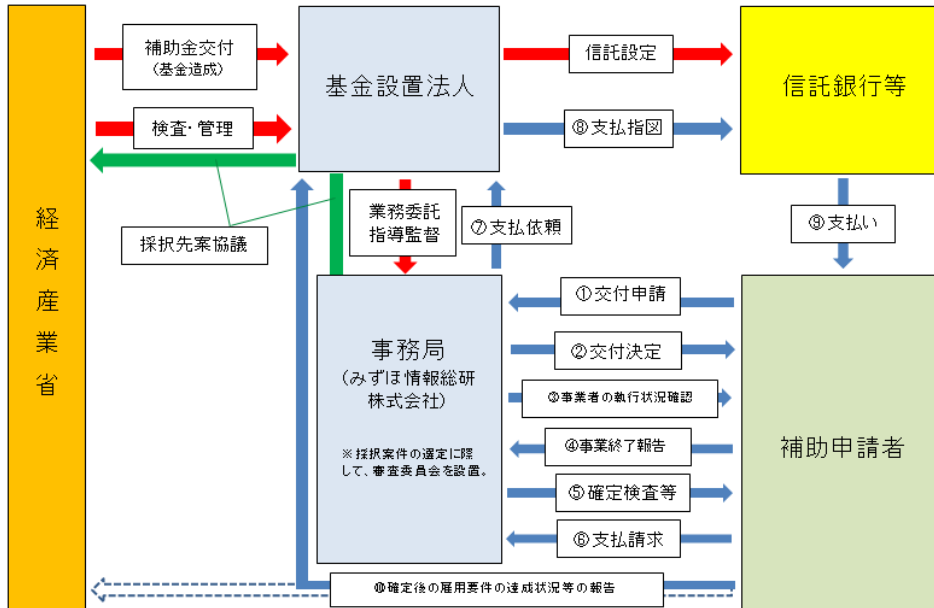 経済産業省
補助金交付
(基金造成)
検査・管理
採択先案協議
基金設置法人
業務委託
指導監督
⑦支払依頼
信託設定
⑧支払指図
信託銀行等
⑨支払い
事務局
(みずほ情報総研
株式会社)
※採択案件の選定に際
して、審査委員会を設置。
①交付申請
②交付決定
③事業者の執行状況確認
④事業終了報告
⑤確定検査等
⑥支払請求
補助申請者
⑩確定後の雇用要件の達成状況等の報告